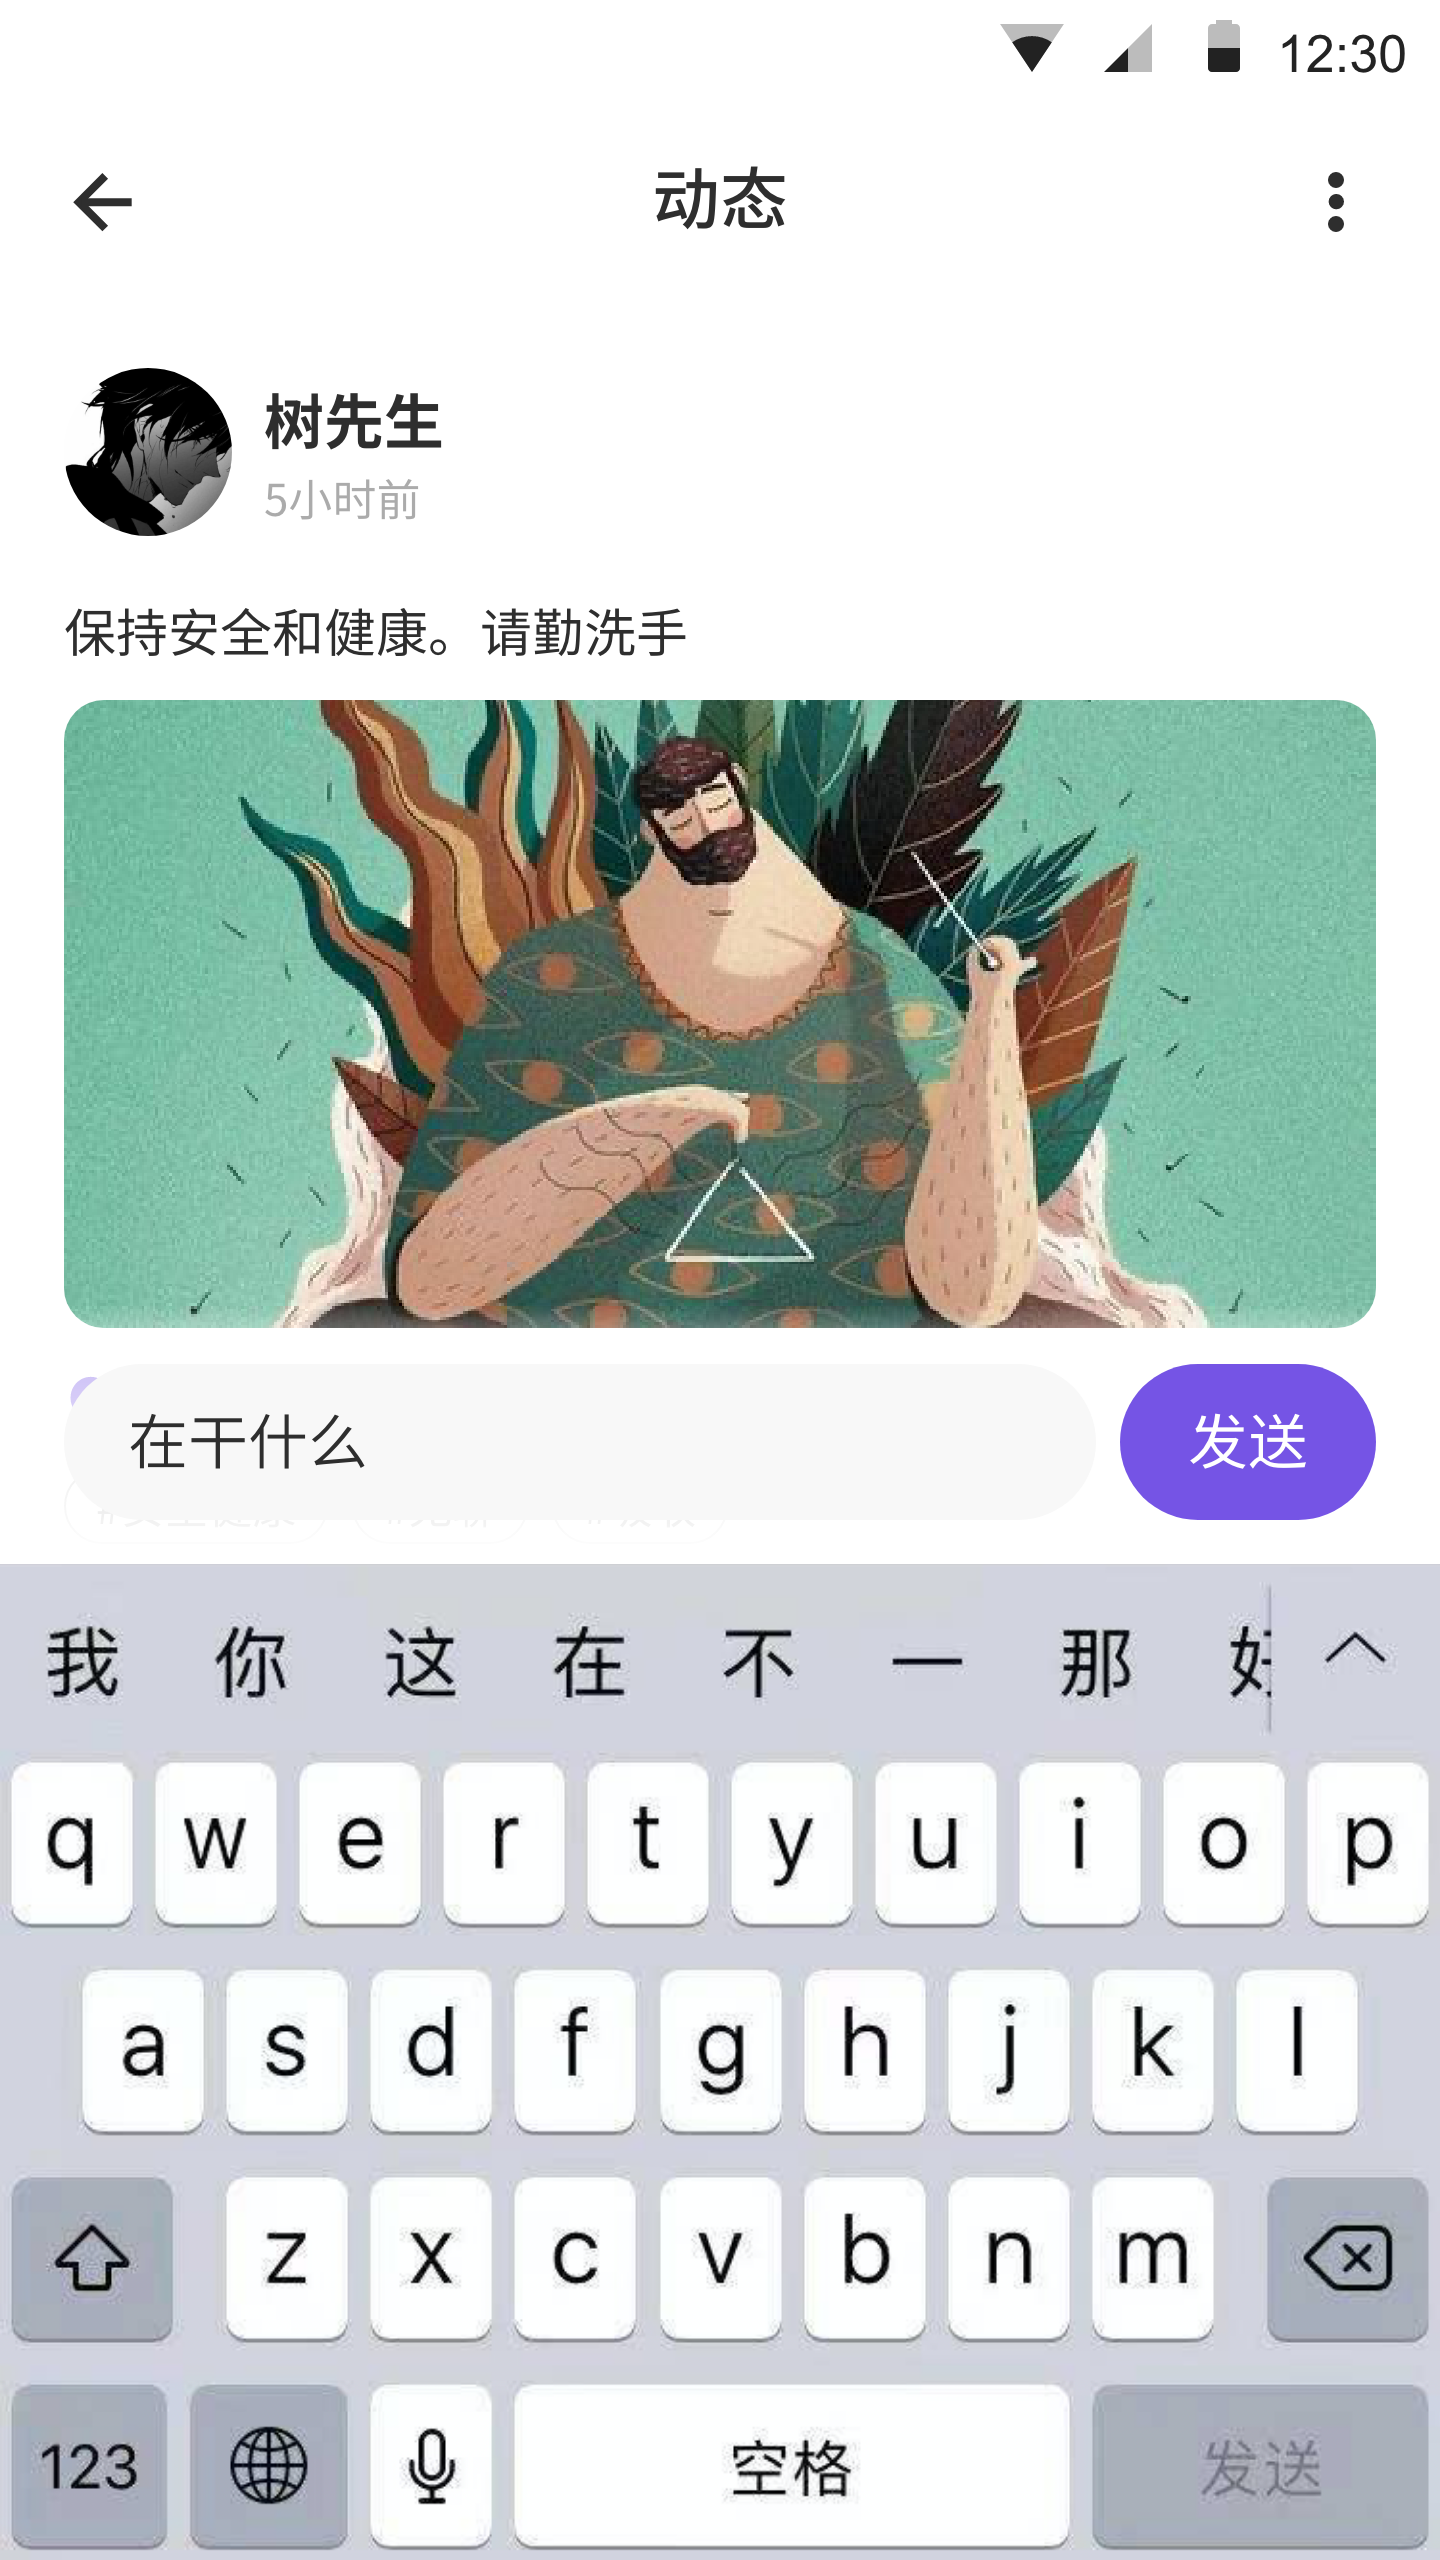 12:30
动态
树先生
5小时前
保持安全和健康。请勤洗手
在干什么
发送
我 你 这 在 不 一 那 好
q w e r t y u i o p
a s d f g h j k l
z x c v b n m
123 空格 发送